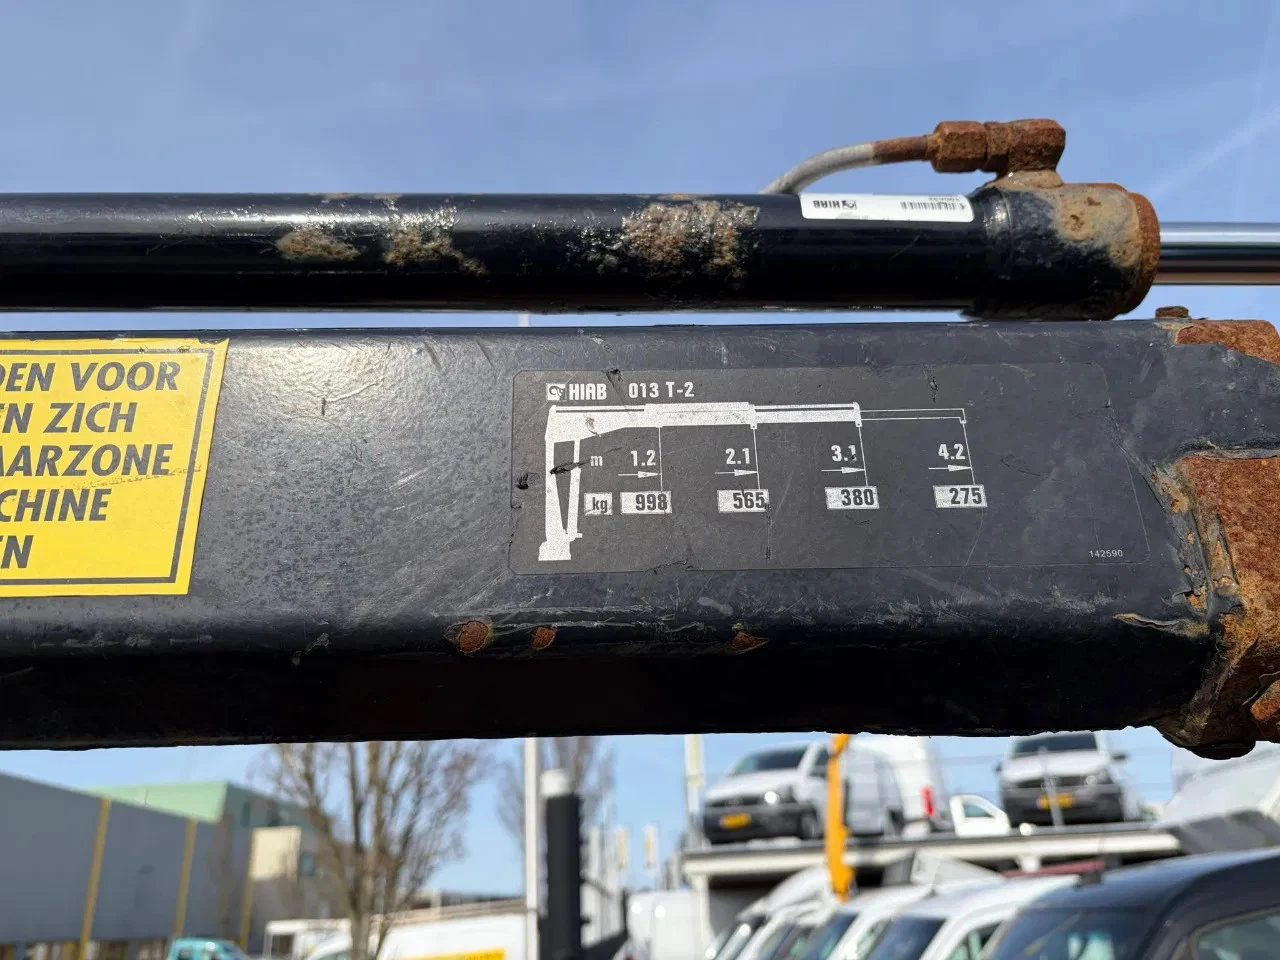 HIAB
DEN VOOR
EN ZICH
AARZONE
CHINE
EN
HIAB 013 T-2
m 1.2 2.1 3.1 4.2
kg 998 565 380 275
142590